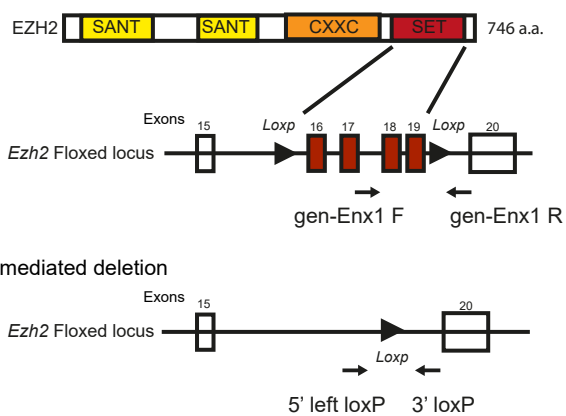 EZH2 SANT SANT CXXC SET 746 a.a.
Exons 15 Loxp 16 17 18 19 Loxp 20
Ezh2 Floxed locus
gen-Enx1 F gen-Enx1 R
mediated deletion
Exons 15 20
Ezh2 Floxed locus
Loxp
5' left loxP 3' loxP